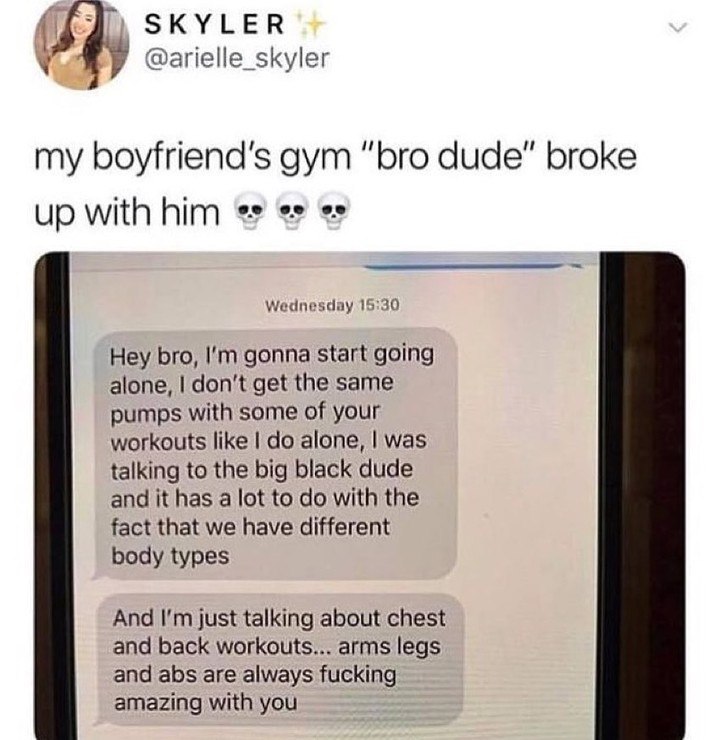 SKYLER ✨
@arielle_skyler
my boyfriend's gym "bro dude" broke
up with him 💀💀💀
Wednesday 15:30
Hey bro, I'm gonna start going
alone, I don't get the same
pumps with some of your
workouts like I do alone, I was
talking to the big black dude
and it has a lot to do with the
fact that we have different
body types
And I'm just talking about chest
and back workouts... arms legs
and abs are always fucking
amazing with you